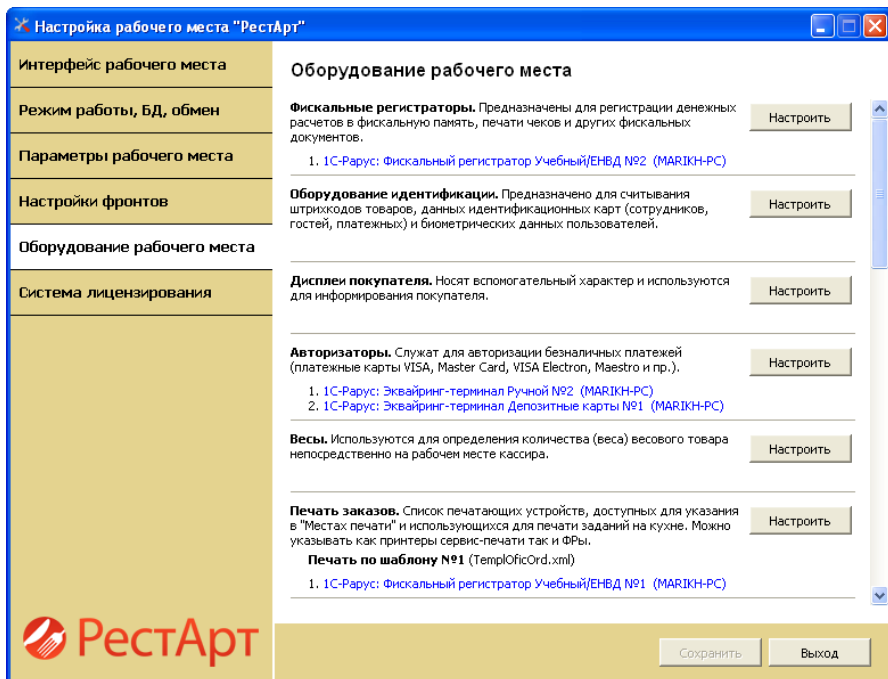 Настройка рабочего места "РестАрт"
Интерфейс рабочего места
Режим работы, БД, обмен
Параметры рабочего места
Настройки фронтов
Оборудование рабочего места
Система лицензирования
Оборудование рабочего места
Фискальные регистраторы. Предназначены для регистрации денежных
расчетов в фискальную память, печати чеков и других фискальных
документов.
Настроить
1. 1С-Рарус: Фискальный регистратор Учебный/ЕНВД №2 (MARIKH-PC)
Оборудование идентификации. Предназначено для считывания
штрихкодов товаров, данных идентификационных карт (сотрудников,
гостей, платежных) и биометрических данных пользователей.
Настроить
Дисплеи покупателя. Носят вспомогательный характер и используются
для информирования покупателя.
Настроить
Авторизаторы. Служат для авторизации безналичных платежей
(платежные карты VISA, Master Card, VISA Electron, Maestro и пр.).
Настроить
1. 1С-Рарус: Эквайринг-терминал Ручной №2 (MARIKH-PC)
2. 1С-Рарус: Эквайринг-терминал Депозитные карты №1 (MARIKH-PC)
Весы. Используются для определения количества (веса) весового товара
непосредственно на рабочем месте кассира.
Настроить
Печать заказов. Список печатающих устройств, доступных для указания
в "Местах печати" и использующихся для печати заданий на кухне. Можно
указывать как принтеры сервис-печати так и ФРы.
Настроить
Печать по шаблону №1 (TemplOficOrd.xml)
1. 1С-Рарус: Фискальный регистратор Учебный/ЕНВД №1 (MARIKH-PC)
РестАрт
Сохранить
Выход